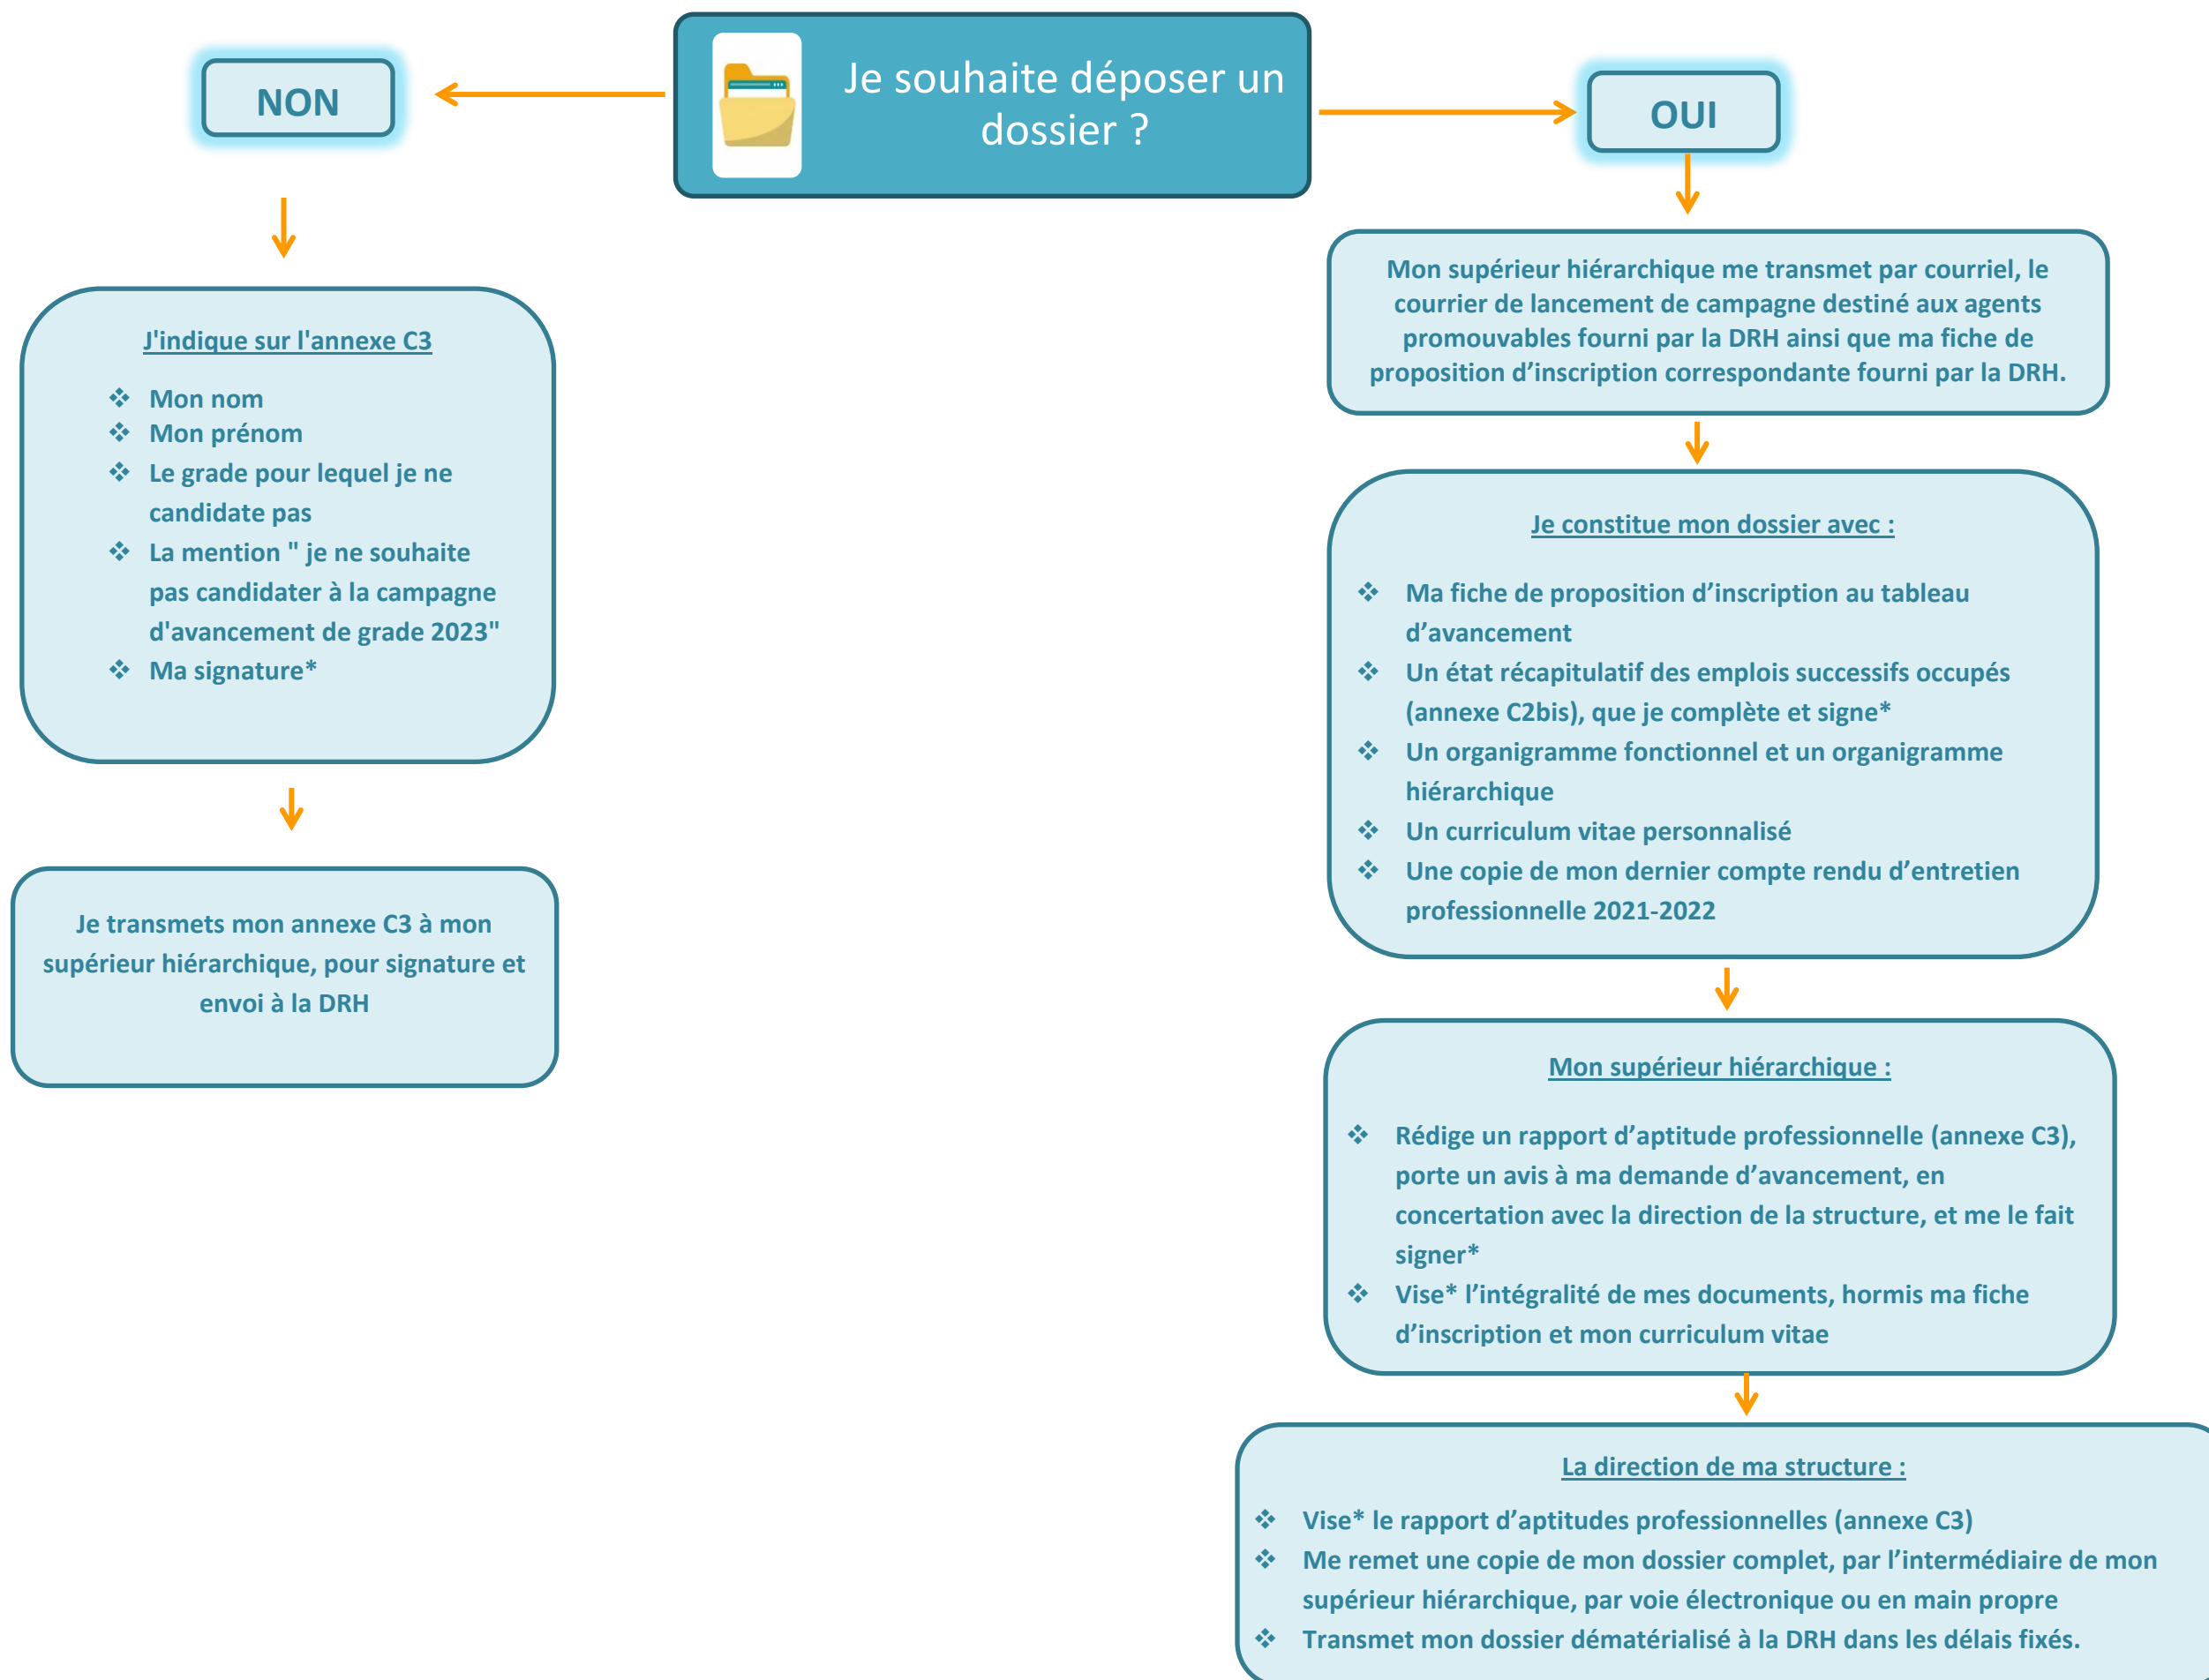 Je souhaite déposer un
dossier ?
NON
J'indique sur l'annexe C3
❖ Mon nom
❖ Mon prénom
❖ Le grade pour lequel je ne
candidate pas
❖ La mention " je ne souhaite
pas candidater à la campagne
d'avancement de grade 2023"
❖ Ma signature*
Je transmets mon annexe C3 à mon
supérieur hiérarchique, pour signature et
envoi à la DRH
OUI
Mon supérieur hiérarchique me transmet par courriel, le
courrier de lancement de campagne destiné aux agents
promouvables fourni par la DRH ainsi que ma fiche de
proposition d’inscription correspondante fourni par la DRH.
Je constitue mon dossier avec :
❖ Ma fiche de proposition d’inscription au tableau
d’avancement
❖ Un état récapitulatif des emplois successifs occupés
(annexe C2bis), que je complète et signe*
❖ Un organigramme fonctionnel et un organigramme
hiérarchique
❖ Un curriculum vitae personnalisé
❖ Une copie de mon dernier compte rendu d’entretien
professionnelle 2021-2022
Mon supérieur hiérarchique :
❖ Rédige un rapport d’aptitude professionnelle (annexe C3),
porte un avis à ma demande d’avancement, en
concertation avec la direction de la structure, et me le fait
signer*
❖ Vise* l’intégralité de mes documents, hormis ma fiche
d’inscription et mon curriculum vitae
La direction de ma structure :
❖ Vise* le rapport d’aptitudes professionnelles (annexe C3)
❖ Me remet une copie de mon dossier complet, par l’intermédiaire de mon
supérieur hiérarchique, par voie électronique ou en main propre
❖ Transmet mon dossier dématérialisé à la DRH dans les délais fixés.